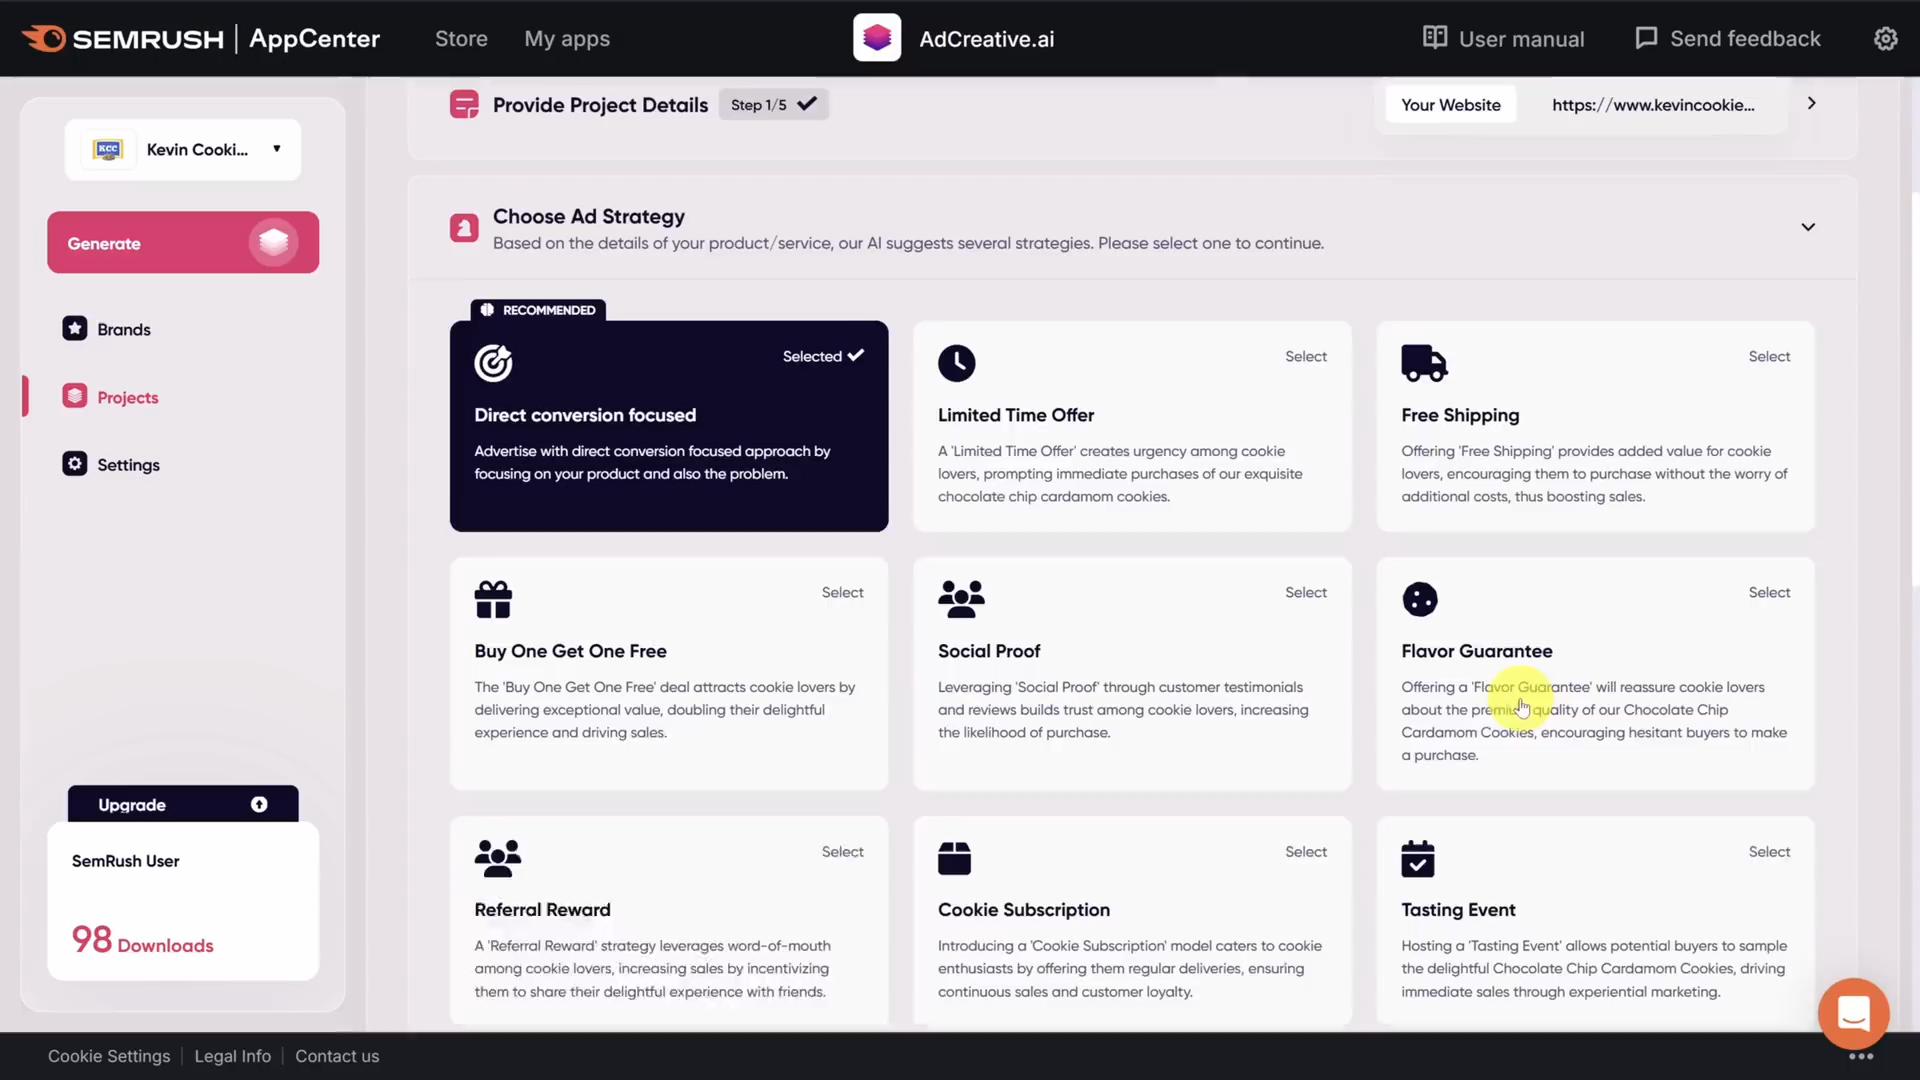 SEMRUSH AppCenter Store My apps AdCreative.ai User manual Send feedback
Provide Project Details Step 1/5 Your Website https://www.kevincookie...
KCC Kevin Cooki...
Generate
Brands
Projects
Settings
Upgrade
SemRush User
98 Downloads
Choose Ad Strategy
Based on the details of your product/service, our AI suggests several strategies. Please select one to continue.
RECOMMENDED
Selected
Direct conversion focused
Advertise with direct conversion focused approach by
focusing on your product and also the problem.
Select
Limited Time Offer
A 'Limited Time Offer' creates urgency among cookie
lovers, prompting immediate purchases of our exquisite
chocolate chip cardamom cookies.
Select
Free Shipping
Offering 'Free Shipping' provides added value for cookie
lovers, encouraging them to purchase without the worry of
additional costs, thus boosting sales.
Select
Buy One Get One Free
The 'Buy One Get One Free' deal attracts cookie lovers by
delivering exceptional value, doubling their delightful
experience and driving sales.
Select
Social Proof
Leveraging 'Social Proof' through customer testimonials
and reviews builds trust among cookie lovers, increasing
the likelihood of purchase.
Select
Flavor Guarantee
Offering a 'Flavor Guarantee' will reassure cookie lovers
about the premium quality of our Chocolate Chip
Cardamom Cookies, encouraging hesitant buyers to make
a purchase.
Select
Referral Reward
A 'Referral Reward' strategy leverages word-of-mouth
among cookie lovers, increasing sales by incentivizing
them to share their delightful experience with friends.
Select
Cookie Subscription
Introducing a 'Cookie Subscription' model caters to cookie
enthusiasts by offering them regular deliveries, ensuring
continuous sales and customer loyalty.
Select
Tasting Event
Hosting a 'Tasting Event' allows potential buyers to sample
the delightful Chocolate Chip Cardamom Cookies, driving
immediate sales through experiential marketing.
Cookie Settings Legal Info Contact us